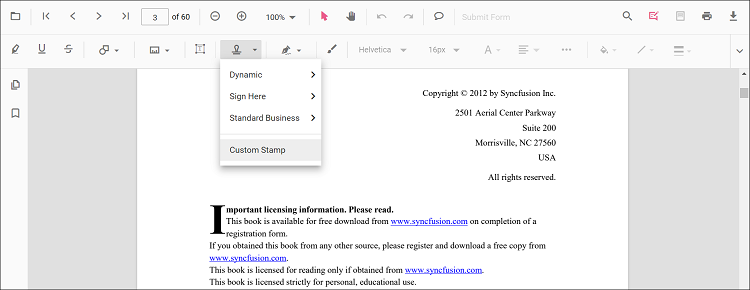 3 of 60 100% Submit Form
Helvetica 16px A
Dynamic
Sign Here
Standard Business
Custom Stamp
Copyright © 2012 by Syncfusion Inc.
2501 Aerial Center Parkway
Suite 200
Morrisville, NC 27560
USA
All rights reserved.
Important licensing information. Please read.
This book is available for free download from www.syncfusion.com on completion of a
registration form.
If you obtained this book from any other source, please register and download a free copy from
www.syncfusion.com.
This book is licensed for reading only if obtained from www.syncfusion.com.
This book is licensed strictly for personal, educational use.